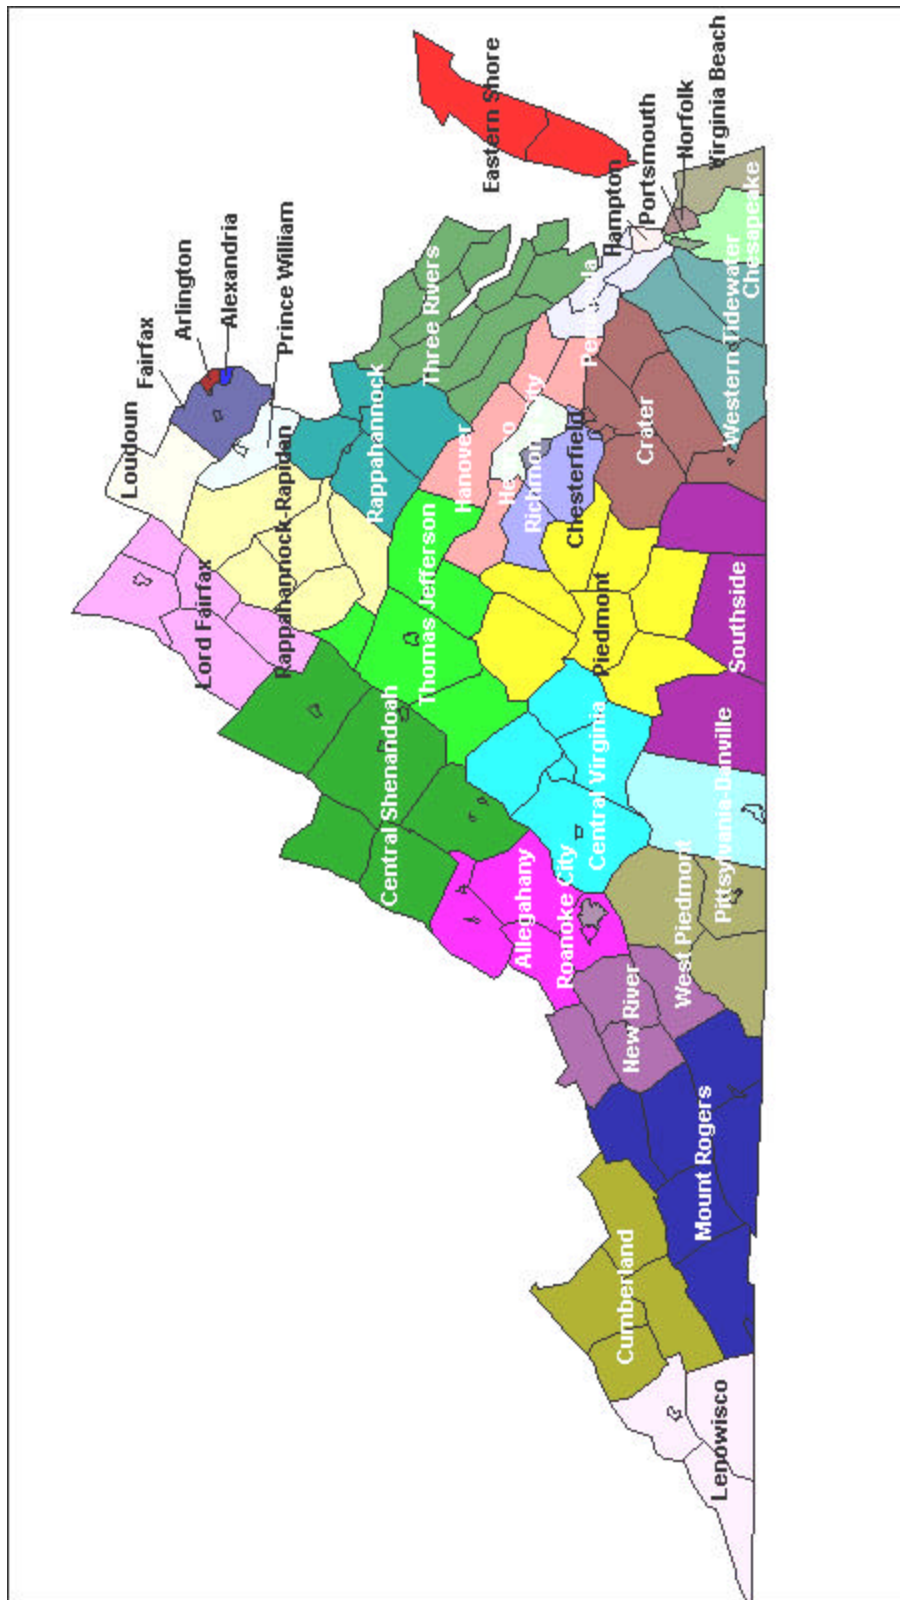 Loudoun
Fairfax
Arlington
Alexandria
Prince William
Lord Fairfax
Rappahannock-Rapidan
Rappahannock
Three Rivers
Eastern Shore
Central Shenandoah
Thomas Jefferson
Hanover
Richmond City
Chesterfield
Hampton
Portsmouth
Norfolk
Virginia Beach
Chesapeake
Western Tidewater
Crater
Piedmont
Southside
Central Virginia
Pittsylvania-Danville
Allegahany
Roanoke City
West Piedmont
New River
Mount Rogers
Cumberland
Lenowisco